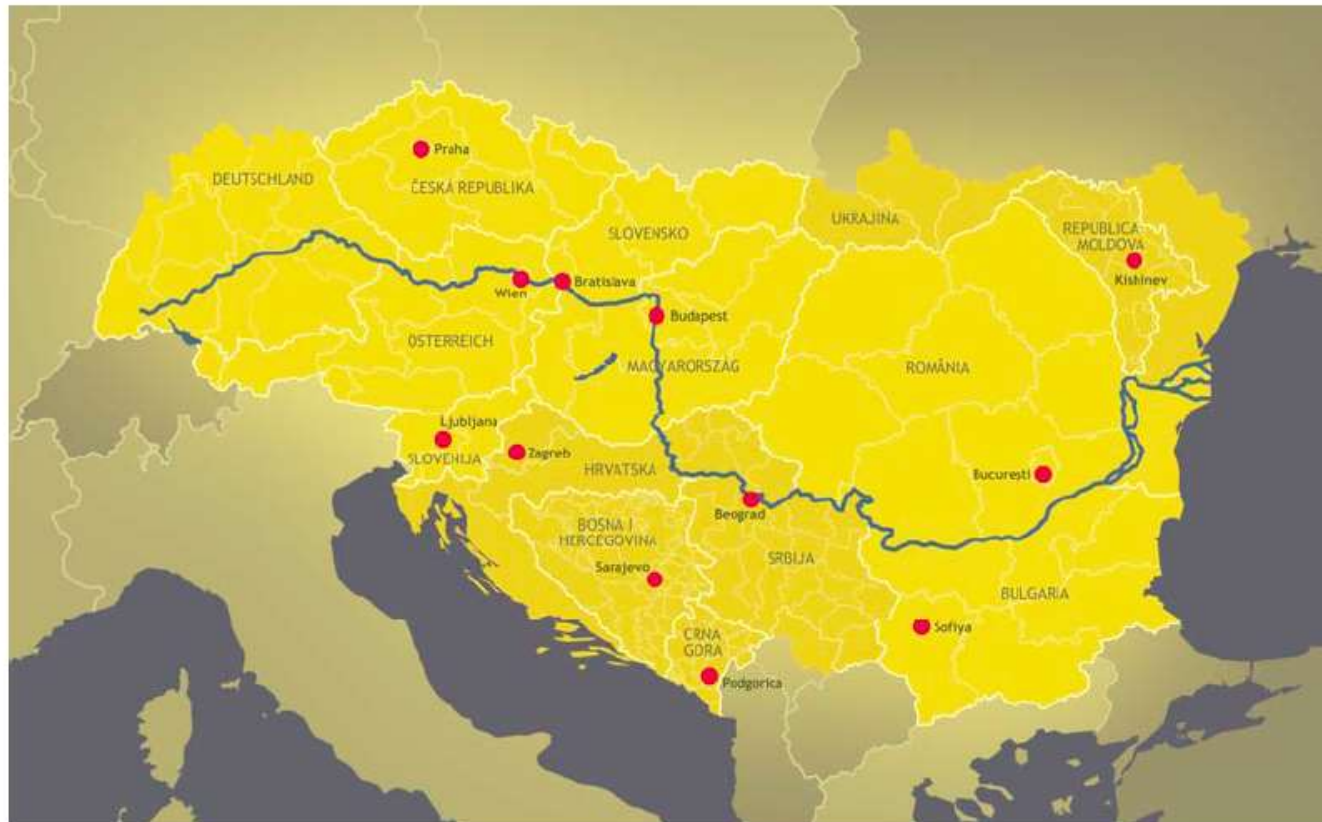 Praha
DEUTSCHLAND
ČESKÁ REPUBLIKA
SLOVENSKO
UKRAJINA
REPUBLICA
MOLDOVA
Kishinev
Wien
Bratislava
Budapest
ÖSTERREICH
MAGYARORSZÁG
ROMÂNIA
Ljubljana
SLOVENIJA
Zagreb
HRVATSKA
Bucureşti
Beograd
BOSNA I
HERCEGOVINA
Sarajevo
SRBIJA
BULGARIA
Sofiya
CRNA
GORA
Podgorica